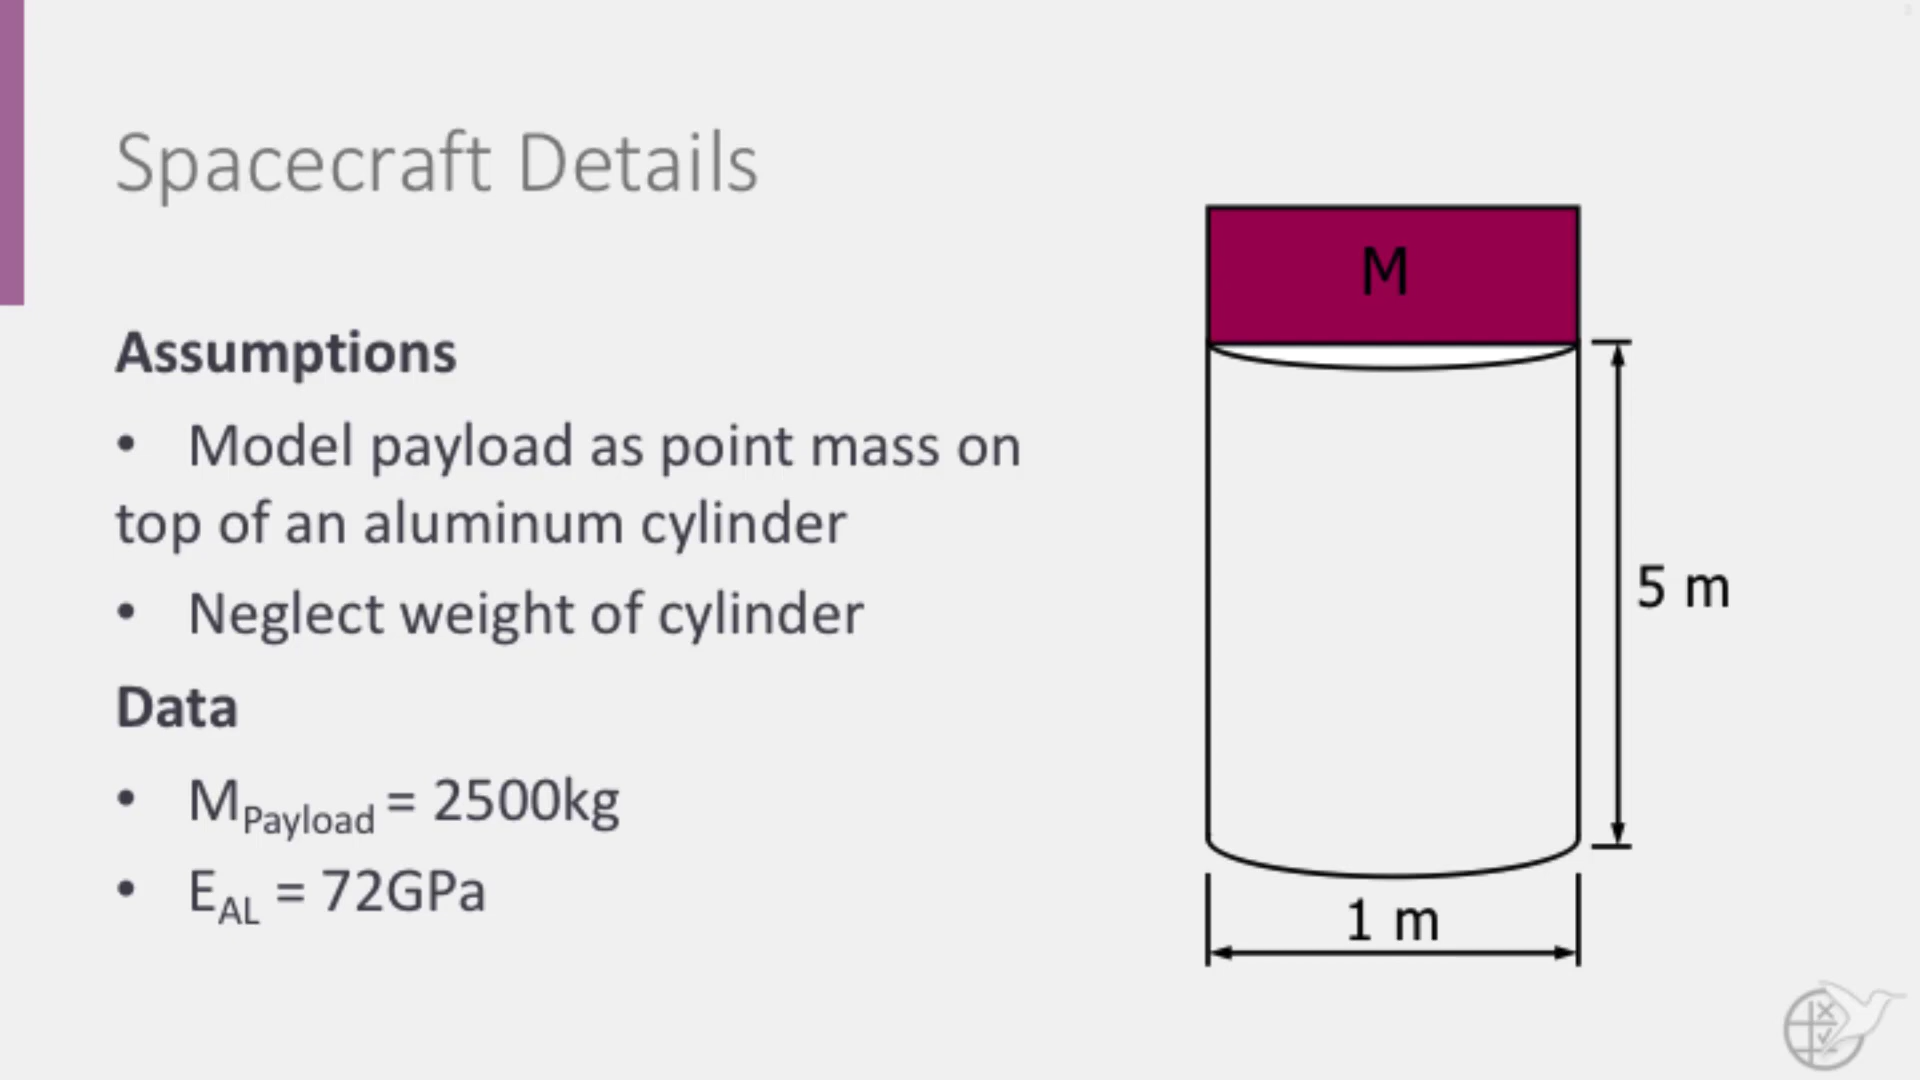 Spacecraft Details
Assumptions
• Model payload as point mass on
top of an aluminum cylinder
• Neglect weight of cylinder
Data
• MPayload = 2500kg
• EAL = 72GPa
M
5 m
1 m